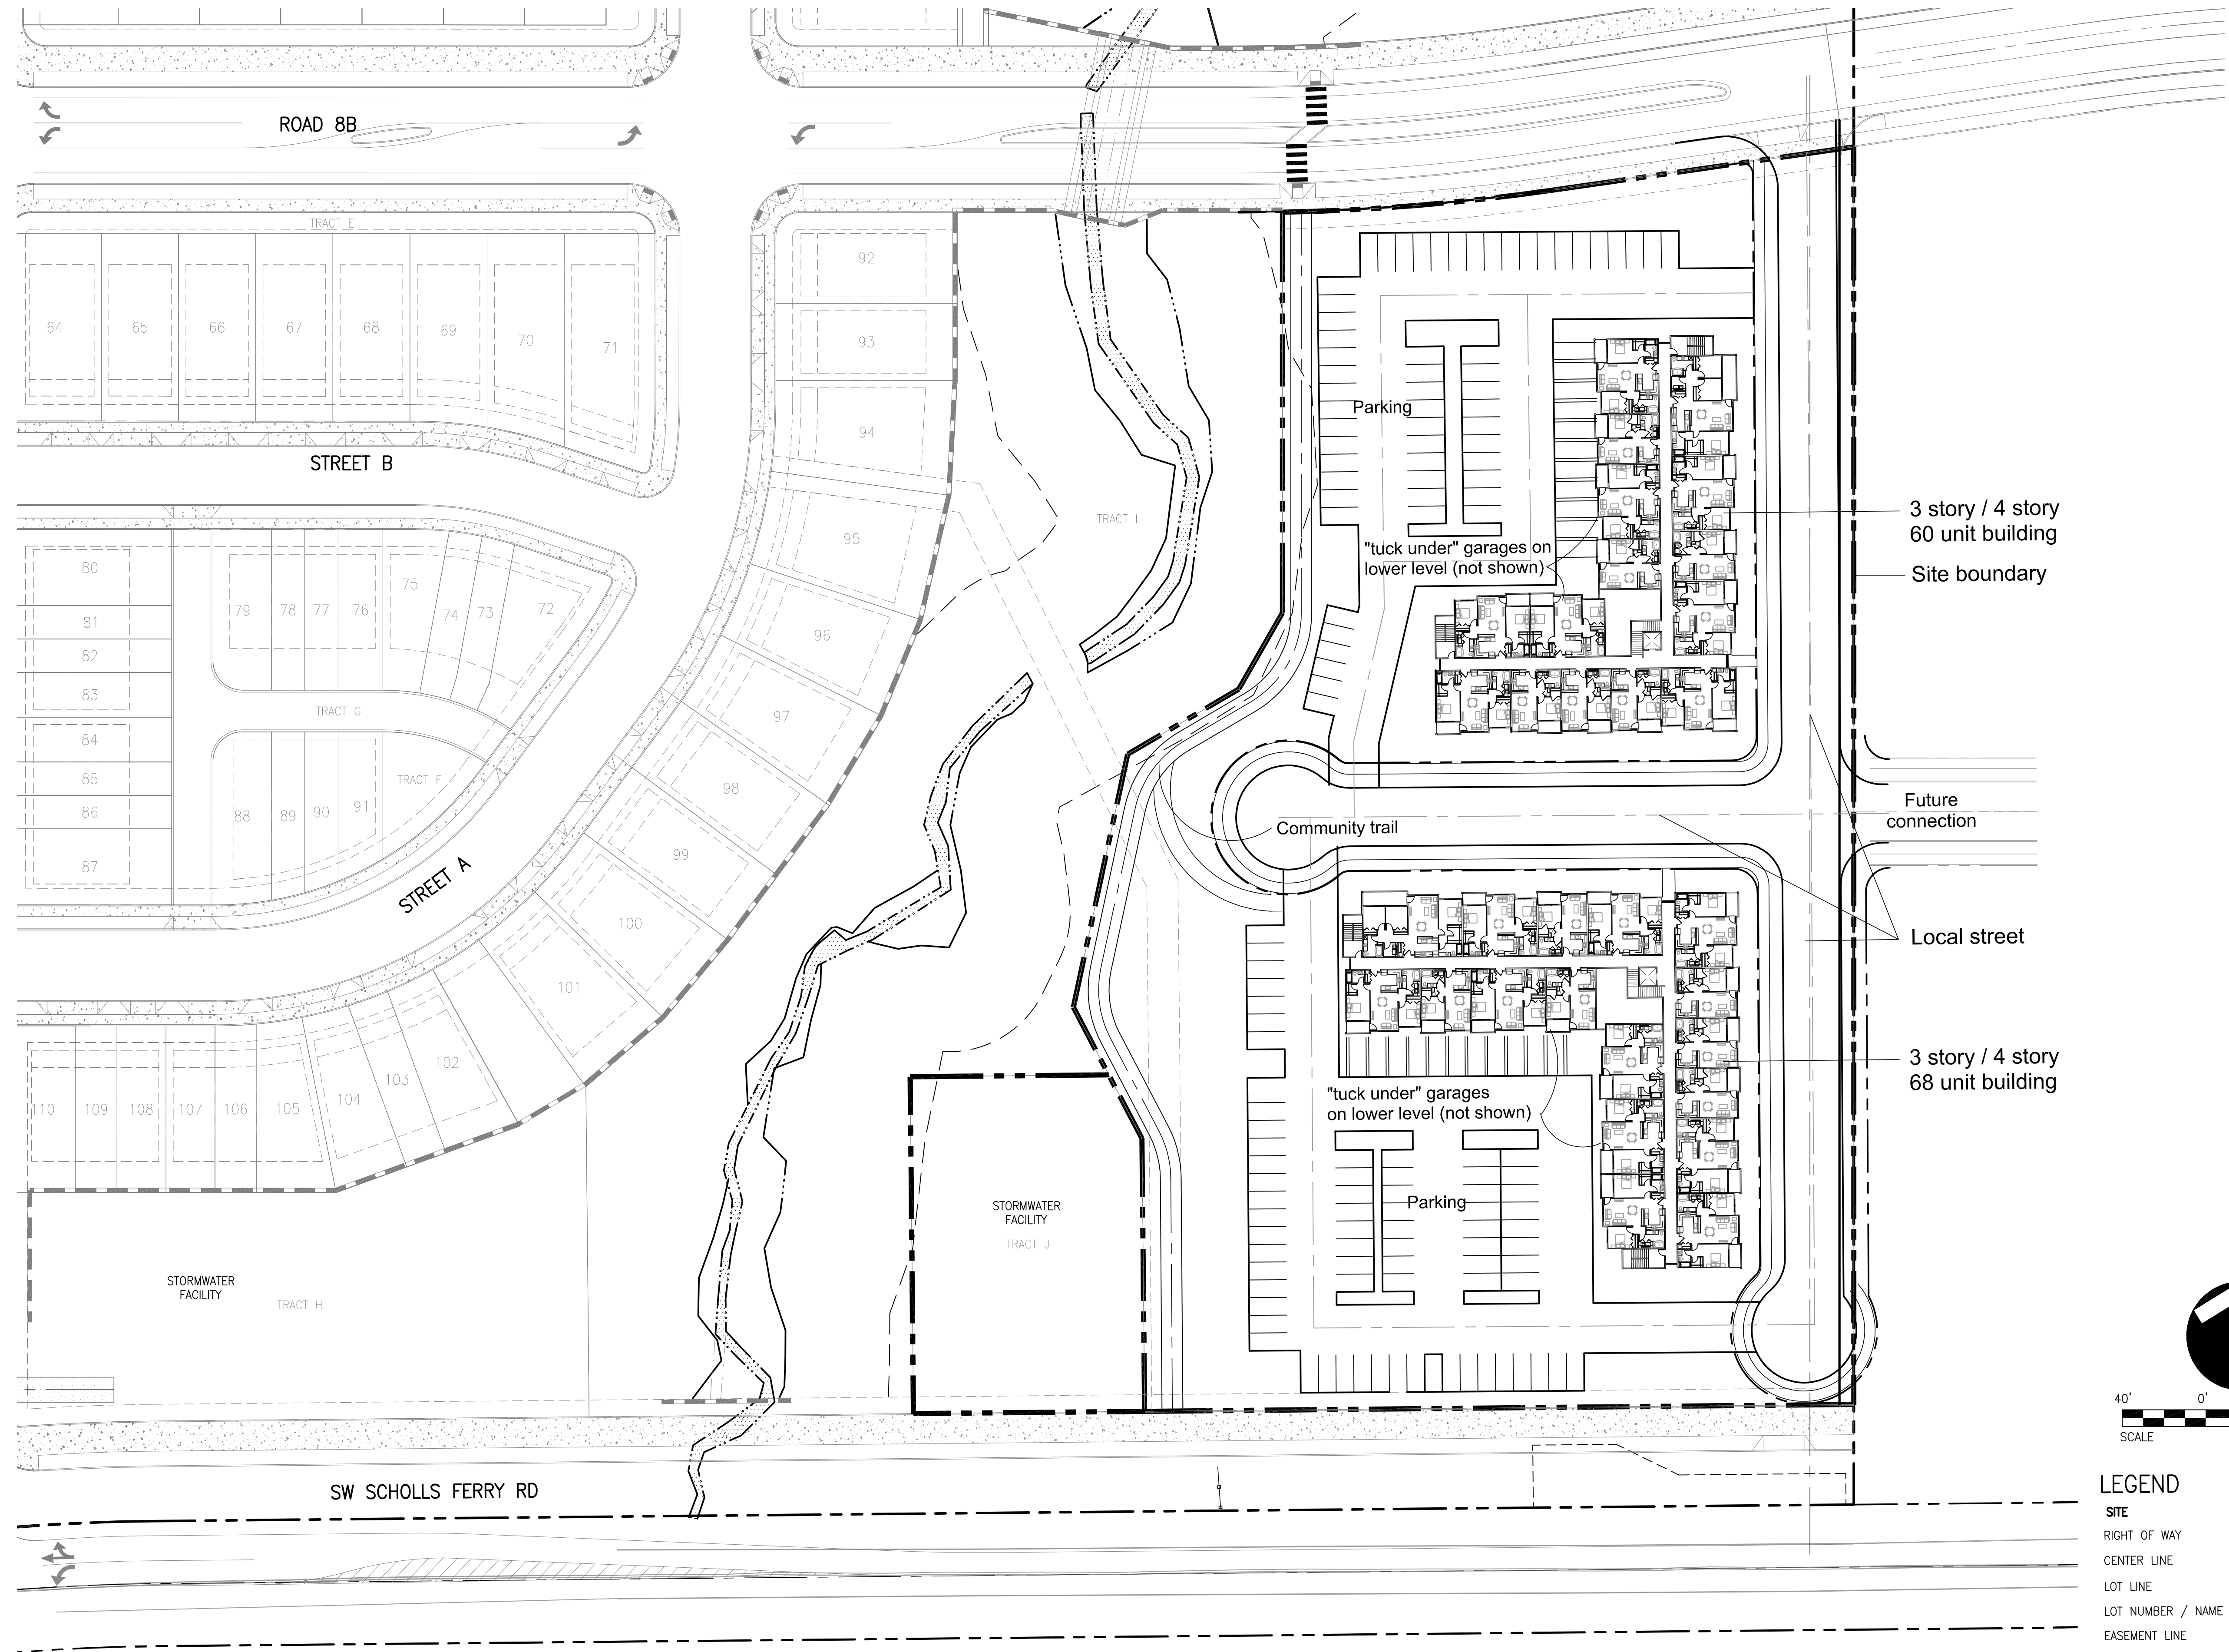 ROAD 8B
TRACT E
64
65
66
67
68
69
70
71
92
93
94
95
96
97
98
99
100
101
102
103
104
105
106
107
108
109
110
STREET B
80
81
82
83
84
85
86
87
79
78
77
76
75
74
73
72
TRACT G
88
89
90
91
TRACT F
STREET A
TRACT I
Parking
"tuck under" garages on
lower level (not shown)
3 story / 4 story
60 unit building
Site boundary
Future
connection
Community trail
Local street
3 story / 4 story
68 unit building
"tuck under" garages
on lower level (not shown)
Parking
STORMWATER
FACILITY
TRACT J
STORMWATER
FACILITY
TRACT H
SW SCHOLLS FERRY RD
40'
0'
SCALE
LEGEND
SITE
RIGHT OF WAY
CENTER LINE
LOT LINE
LOT NUMBER / NAME
EASEMENT LINE